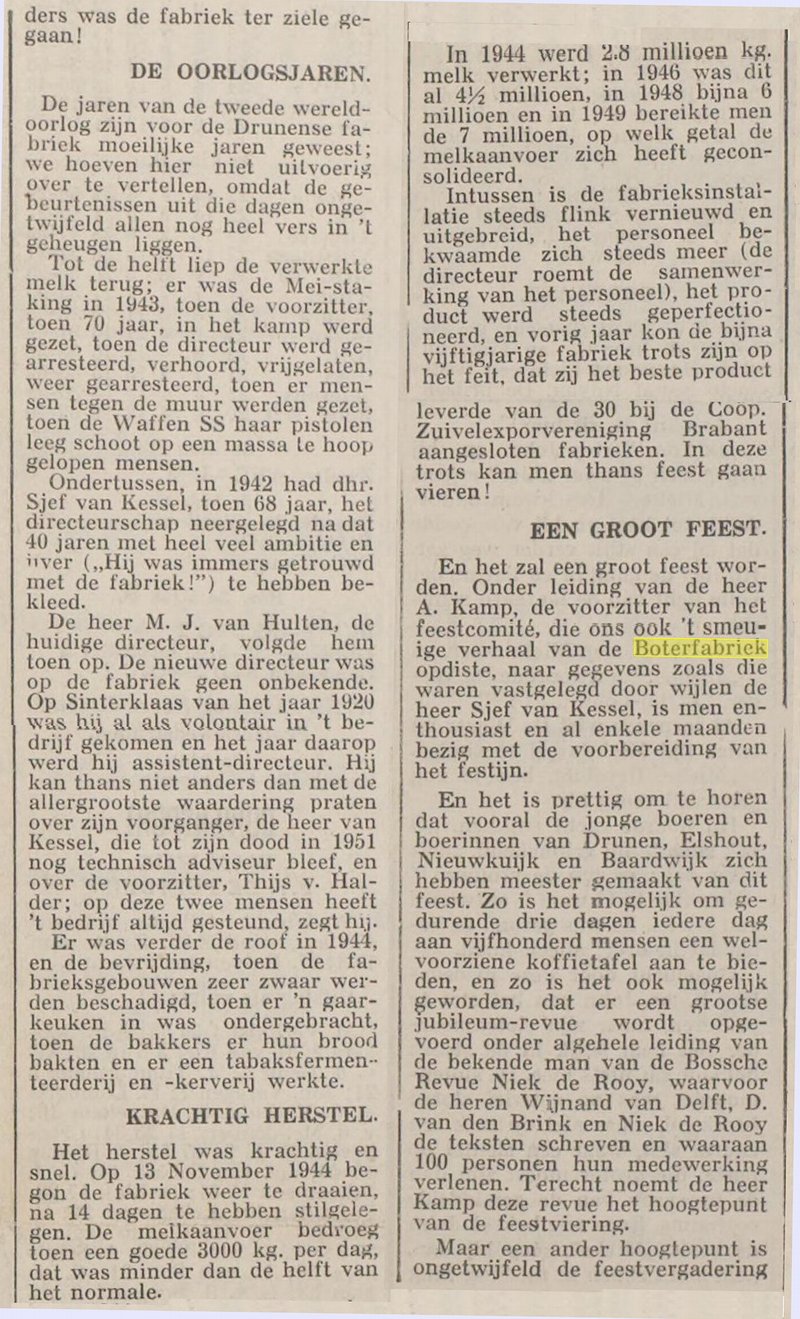 ders was de fabriek ter ziele ge-
gaan!
DE OORLOGSJAREN.
De jaren van de tweede wereld-
oorlog zijn voor de Drunense fa-
briek moeilijke jaren geweest;
we hoeven hier niet uitvoerig
over te vertellen, omdat de ge-
beurtenissen uit die dagen onge-
twijfeld allen nog heel vers in 't
geheugen liggen.
Tot de helft liep de verwerkte
melk terug; er was de Mei-sta-
king in 1943, toen de voorzitter,
toen 70 jaar, in het kamp werd
gezet, toen de directeur werd ge-
arresteerd, verhoord, vrijgelaten,
weer gearresteerd, toen er men-
sen tegen de muur werden gezet,
toen de Waffen SS haar pistolen
leeg schoot op een massa te hoop
gelopen mensen.
Ondertussen, in 1942 had dhr.
Sjef van Kessel, toen 68 jaar, het
directeurschap neergelegd na dat
40 jaren met heel veel ambitie en
ijver („Hij was immers getrouwd
met de fabriek!”) te hebben be-
kleed.
De heer M. J. van Hulten, de
huidige directeur, volgde hem
toen op. De nieuwe directeur was
op de fabriek geen onbekende.
Op Sinterklaas van het jaar 1920
was hij al als volontair in 't be-
drijf gekomen en het jaar daarop
werd hij assistent-directeur. Hij
kan thans niet anders dan met de
allergrootste waardering praten
over zijn voorganger, de heer van
Kessel, die tot zijn dood in 1951
nog technisch adviseur bleef, en
over de voorzitter, Thijs v. Hal-
der; op deze twee mensen heeft
't bedrijf altijd gesteund, zegt hij.
Er was verder de roof in 1944,
en de bevrijding, toen de fa-
brieksgebouwen zeer zwaar wer-
den beschadigd, toen er 'n gaar-
keuken in was ondergebracht,
toen de bakkers er hun brood
bakten en er een tabaksfermen-
teerderij en -kerverij werkte.
KRACHTIG HERSTEL.
Het herstel was krachtig en
snel. Op 13 November 1944 be-
gon de fabriek weer te draaien,
na 14 dagen te hebben stilgele-
gen. De melkaanvoer bedroeg
toen een goede 3000 kg. per dag,
dat was minder dan de helft van
het normale.
In 1944 werd 2.8 millioen kg.
melk verwerkt; in 1946 was dit
al 4½ millioen, in 1948 bijna 6
millioen en in 1949 bereikte men
de 7 millioen, op welk getal de
melkaanvoer zich heeft gecon-
solideerd.
Intussen is de fabrieksinstal-
latie steeds flink vernieuwd en
uitgebreid, het personeel be-
kwaamde zich steeds meer (de
directeur roemt de samenwer-
king van het personeel), het pro-
duct werd steeds geperfectio-
neerd, en vorig jaar kon de bijna
vijftigjarige fabriek trots zijn op
het feit, dat zij het beste product
leverde van de 30 bij de Coöp.
Zuivelexporvereniging Brabant
aangesloten fabrieken. In deze
trots kan men thans feest gaan
vieren!
EEN GROOT FEEST.
En het zal een groot feest wor-
den. Onder leiding van de heer
A. Kamp, de voorzitter van het
feestcomité, die ons ook 't smeu-
ige verhaal van de Boterfabriek
opdiste, naar gegevens zoals die
waren vastgelegd door wijlen de
heer Sjef van Kessel, is men en-
thousiast en al enkele maanden
bezig met de voorbereiding van
het festijn.
En het is prettig om te horen
dat vooral de jonge boeren en
boerinnen van Drunen, Elshout,
Nieuwkuijk en Baardwijk zich
hebben meester gemaakt van dit
feest. Zo is het mogelijk om ge-
durende drie dagen iedere dag
aan vijfhonderd mensen een wel-
voorziene koffietafel aan te bie-
den, en zo is het ook mogelijk
geworden, dat er een grootse
jubileum-revue wordt opge-
voerd onder algehele leiding van
de bekende man van de Bossche
Revue Niek de Rooy, waarvoor
de heren Wijnand van Delft, D.
van den Brink en Niek de Rooy
de teksten schreven en waaraan
100 personen hun medewerking
verlenen. Terecht noemt de heer
Kamp deze revue het hoogtepunt
van de feestviering.
Maar een ander hoogtepunt is
ongetwijfeld de feestvergadering